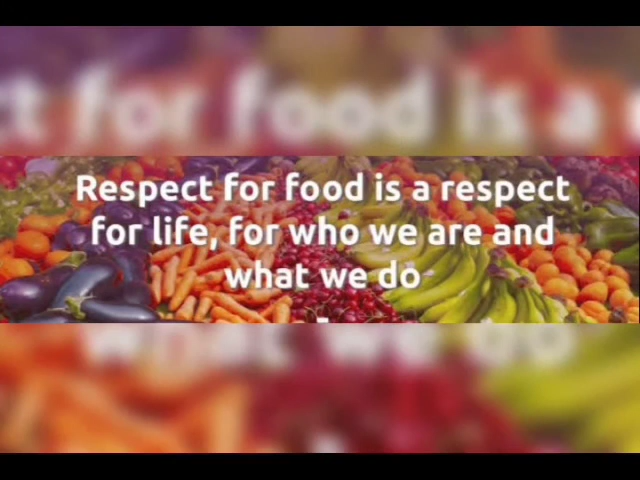 Respect for food is a respect
for life, for who we are and
what we do